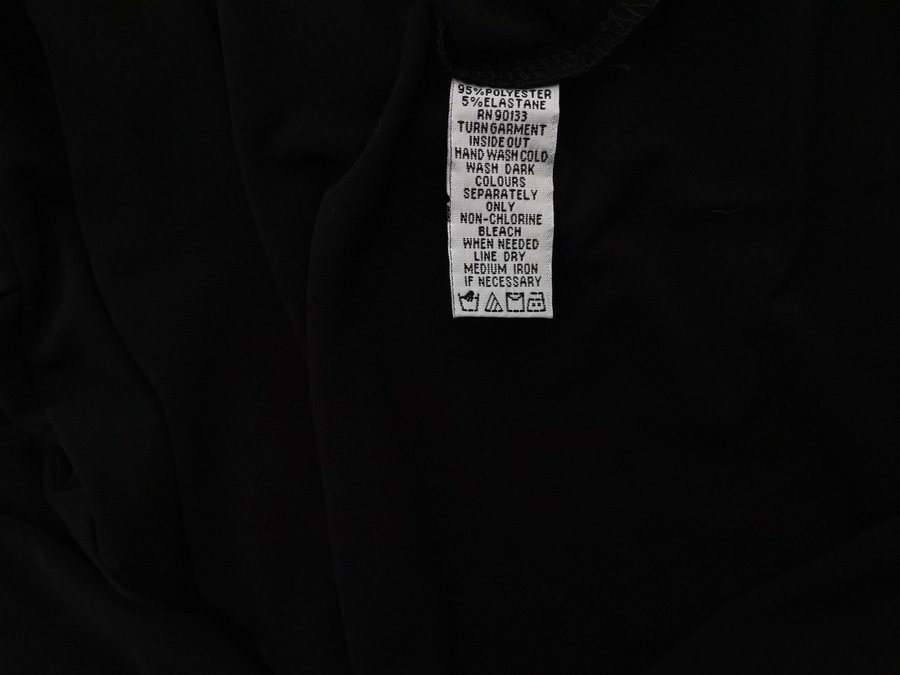 95%POLYESTER
5%ELASTANE
RN 90133
TURN GARMENT
INSIDE OUT
HAND WASH COLD
WASH DARK
COLOURS
SEPARATELY
ONLY
NON-CHLORINE
BLEACH
WHEN NEEDED
LINE DRY
MEDIUM IRON
IF NECESSARY